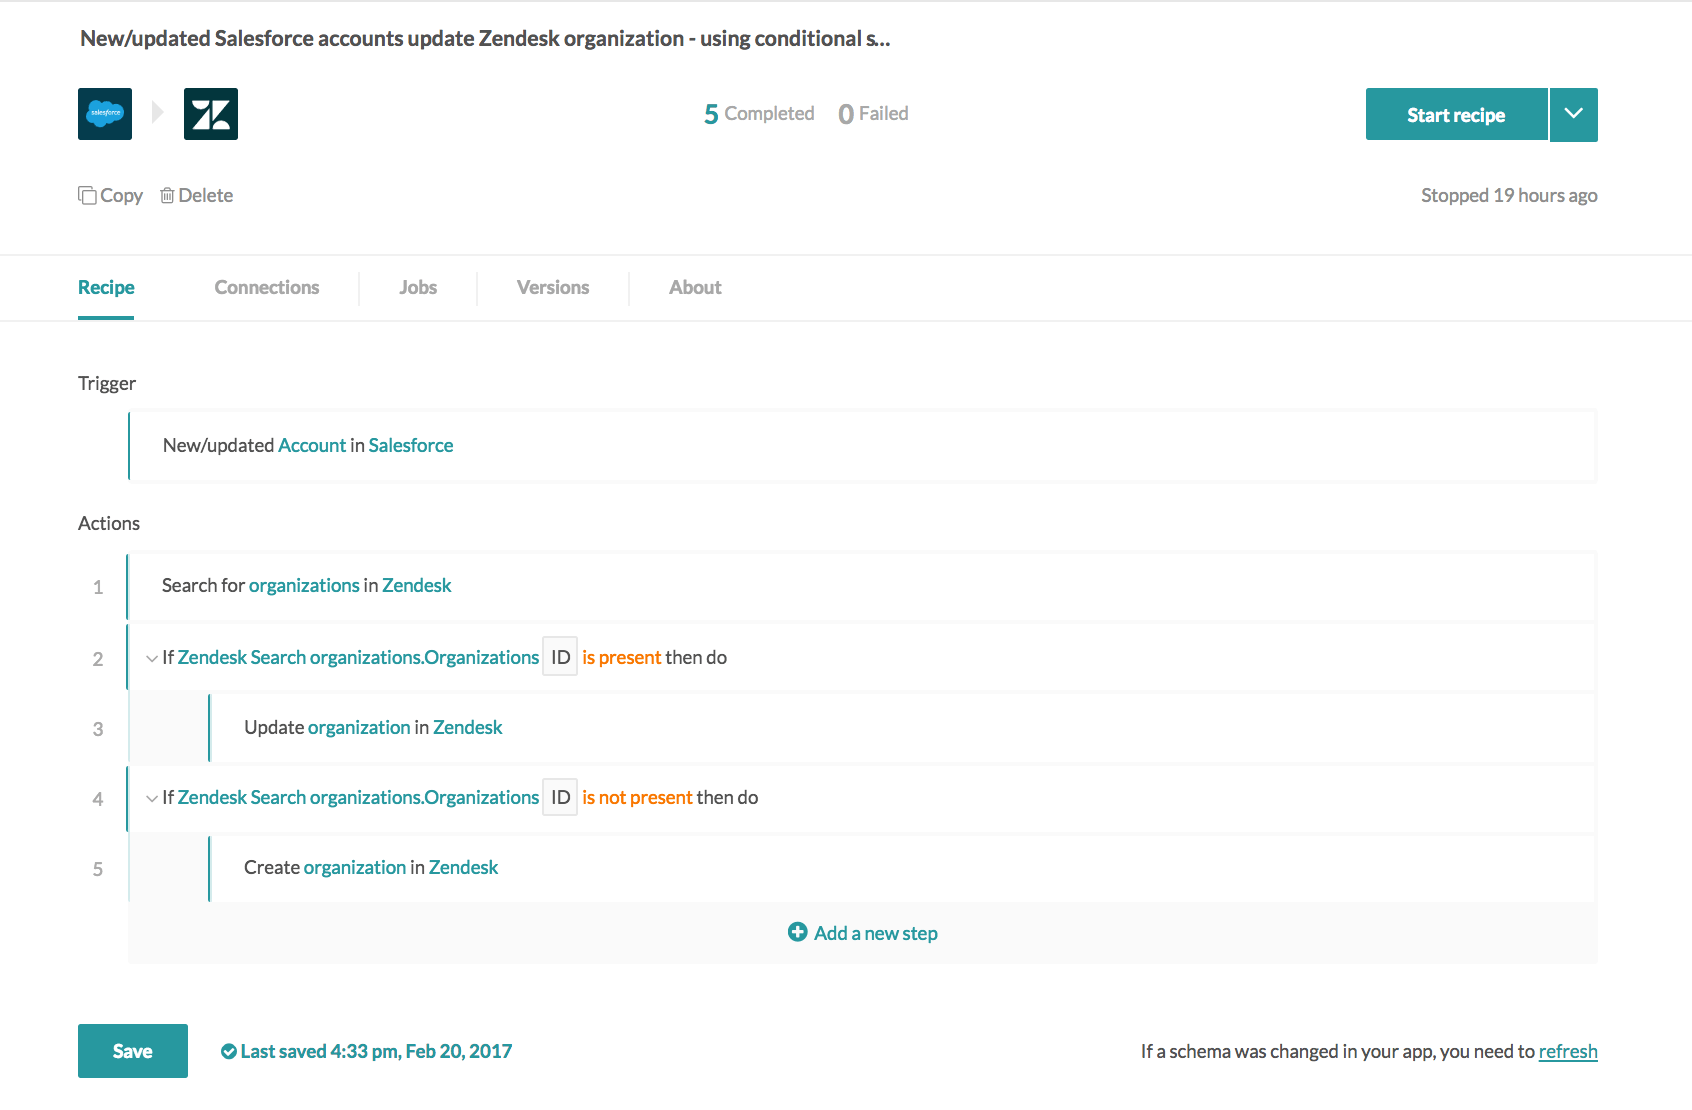 New/updated Salesforce accounts update Zendesk organization - using conditional s...
salesforce
5 Completed 0 Failed
Start recipe
Copy Delete
Stopped 19 hours ago
Recipe Connections Jobs Versions About
Trigger
New/updated Account in Salesforce
Actions
1 Search for organizations in Zendesk
2 If Zendesk Search organizations.Organizations ID is present then do
3 Update organization in Zendesk
4 If Zendesk Search organizations.Organizations ID is not present then do
5 Create organization in Zendesk
Add a new step
Save Last saved 4:33 pm, Feb 20, 2017 If a schema was changed in your app, you need to refresh